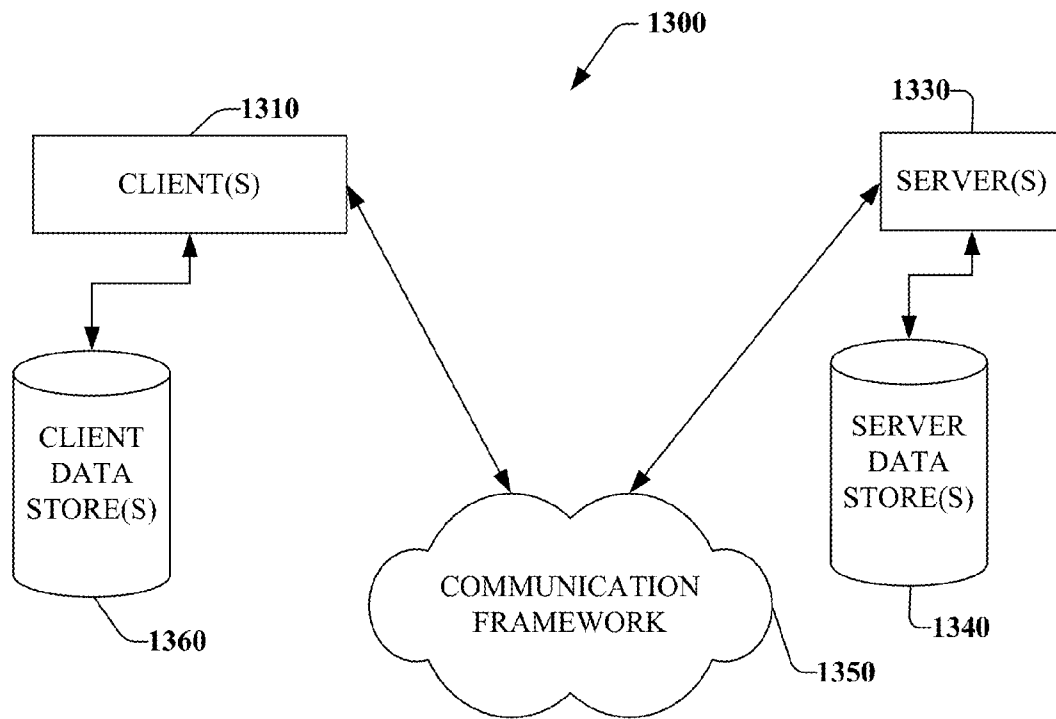 1300
1310
1330
CLIENT(S)
SERVER(S)
CLIENT
DATA
STORE(S)
SERVER
DATA
STORE(S)
COMMUNICATION
FRAMEWORK
1360
1340
1350